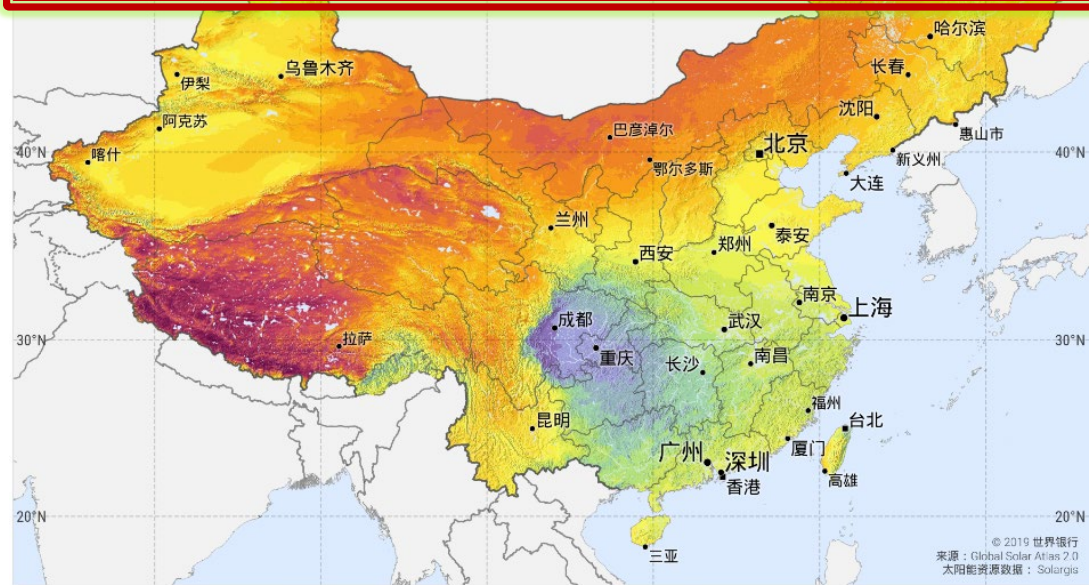 哈尔滨
长春
乌鲁木齐
伊犁
沈阳
阿克苏
巴彦淖尔
惠山市
喀什
40°N
北京
40°N
鄂尔多斯
新义州
大连
兰州
泰安
郑州
西安
南京
上海
成都
武汉
30°N
拉萨
重庆
长沙
南昌
30°N
福州
昆明
台北
广州
深圳
厦门
香港
高雄
20°N
20°N
三亚
© 2019 世界银行
来源：Global Solar Atlas 2.0
太阳能资源数据： Solargis